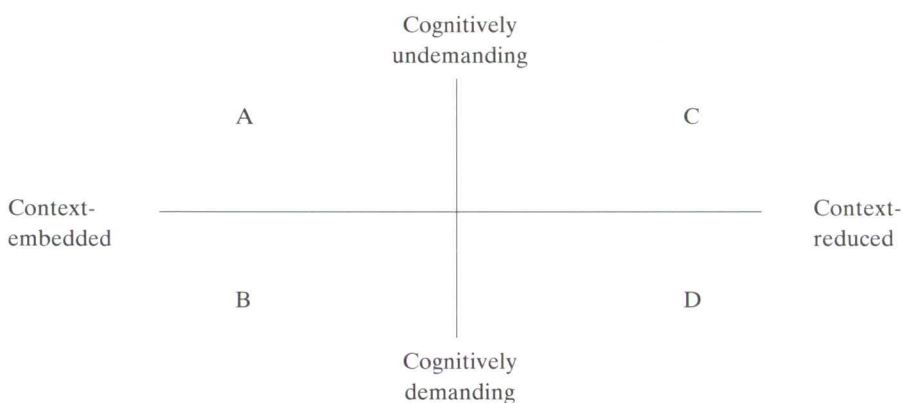 Cognitively
undemanding
A
C
Context-
embedded
Context-
reduced
B
D
Cognitively
demanding